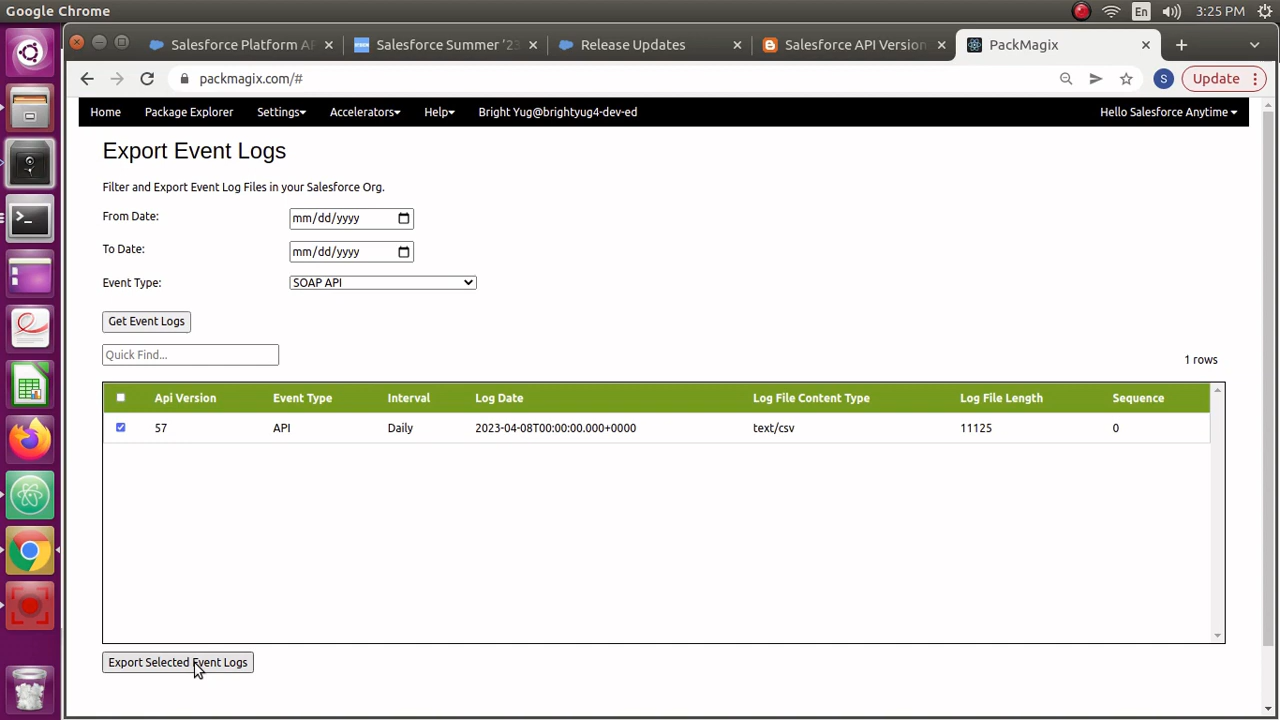 Google Chrome
En
3:25 PM
Salesforce Platform A
Salesforce Summer '23
Release Updates
Salesforce API Version
PackMagix
packmagix.com/#
S
Update
Home
Package Explorer
Settings
Accelerators
Help
Bright Yug@brightyug4-dev-ed
Hello Salesforce Anytime
Export Event Logs
Filter and Export Event Log Files in your Salesforce Org.
From Date:
mm/dd/yyyy
To Date:
mm/dd/yyyy
Event Type:
SOAP API
Get Event Logs
Quick Find...
1 rows
Api Version Event Type Interval Log Date Log File Content Type Log File Length Sequence
57 API Daily 2023-04-08T00:00:00.000+0000 text/csv 11125 0
Export Selected Event Logs